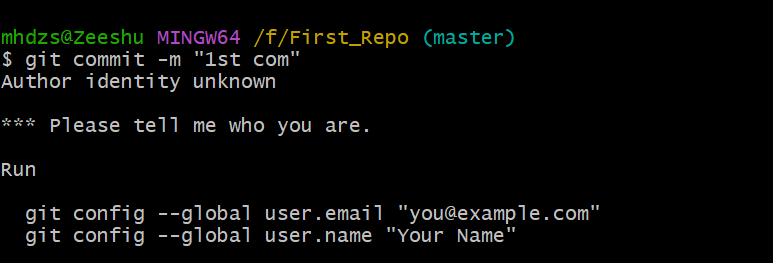 mhdzs@Zeeshu MINGW64 /f/First_Repo (master)
$ git commit -m "1st com"
Author identity unknown
*** Please tell me who you are.
Run
git config --global user.email "you@example.com"
git config --global user.name "Your Name"